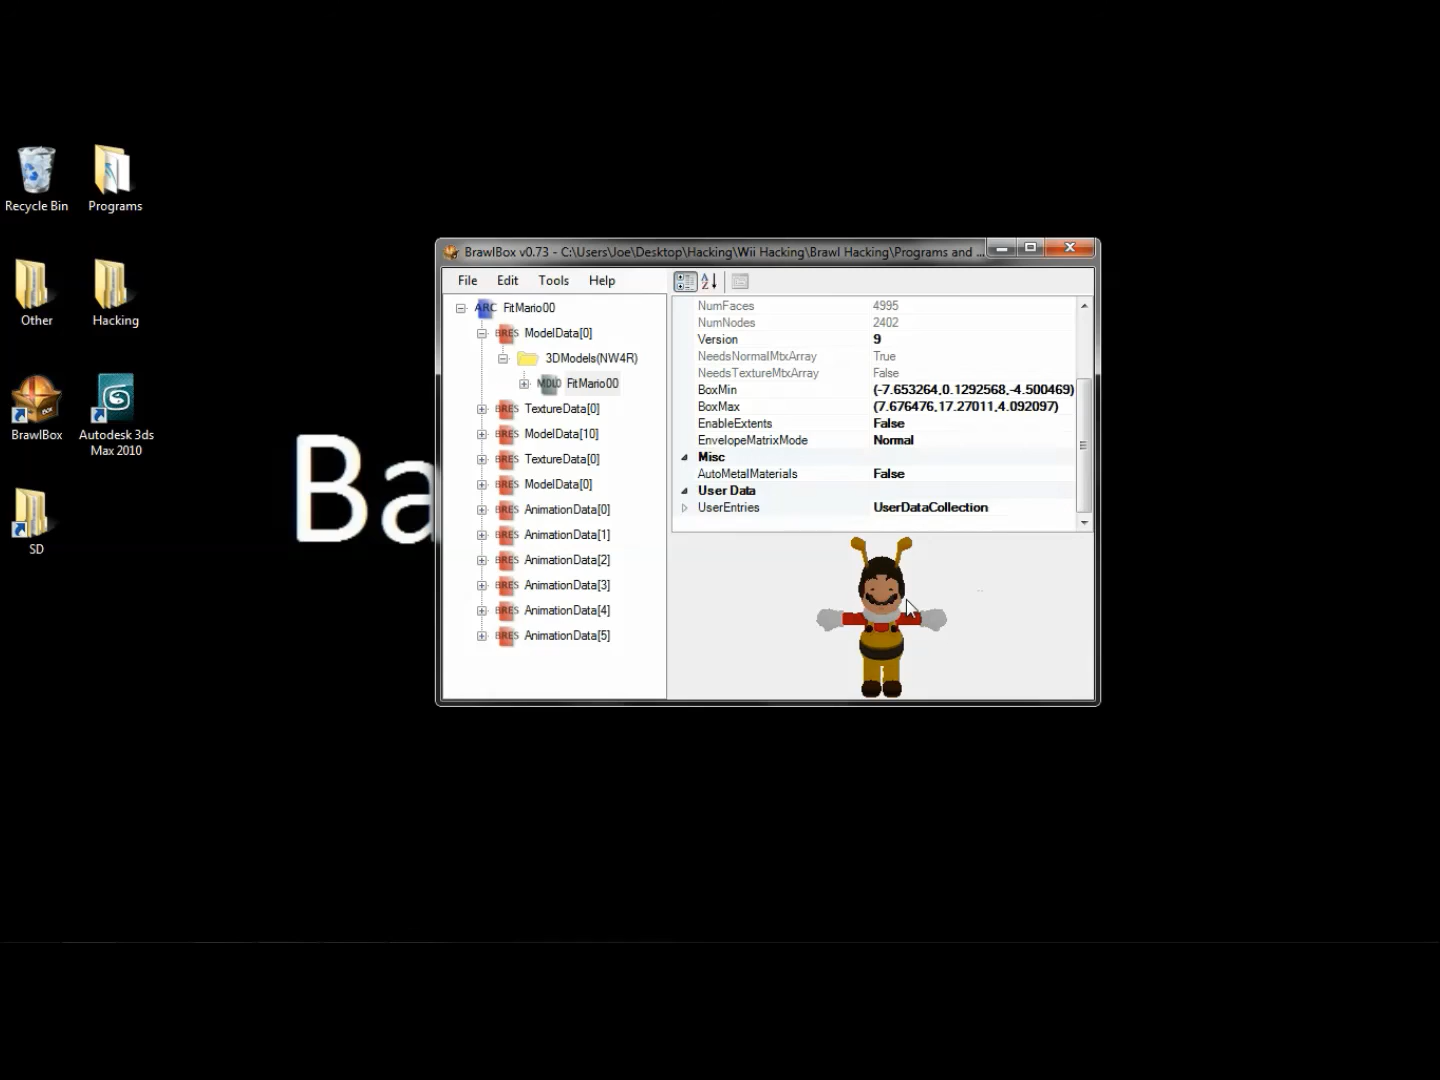 Recycle Bin
Programs
Other
Hacking
BrawlBox
Autodesk 3ds
Max 2010
SD
Ba
BrawlBox v0.73 - C:\Users\Joe\Desktop\Hacking\Wii Hacking\Brawl Hacking\Programs and ...
File Edit Tools Help
ARC FitMario00
BRES ModelData[0]
3DModels(NW4R)
MDL0 FitMario00
BRES TextureData[0]
BRES ModelData[10]
BRES TextureData[0]
BRES ModelData[0]
BRES AnimationData[0]
BRES AnimationData[1]
BRES AnimationData[2]
BRES AnimationData[3]
BRES AnimationData[4]
BRES AnimationData[5]
NumFaces 4995
NumNodes 2402
Version 9
NeedsNormalMtxArray True
NeedsTextureMtxArray False
BoxMin (-7.653264,0.1292568,-4.500469)
BoxMax (7.676476,17.27011,4.092097)
EnableExtents False
EnvelopeMatrixMode Normal
Misc
AutoMetalMaterials False
User Data
UserEntries UserDataCollection